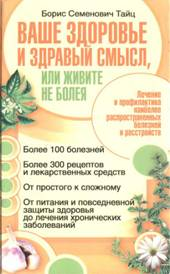 Борис Семенович Тайц
ВАШЕ ЗДОРОВЬЕ
И ЗДРАВЫЙ СМЫСЛ,
ИЛИ ЖИВИТЕ
НЕ БОЛЕЯ
Лечение
и профилактика
наиболее
распространенных
болезней
и расстройств
Более 100 болезней
Более 300 рецептов
и лекарственных средств
От простого к сложному
От питания и повседневной
защиты здоровья
до лечения хронических
заболеваний